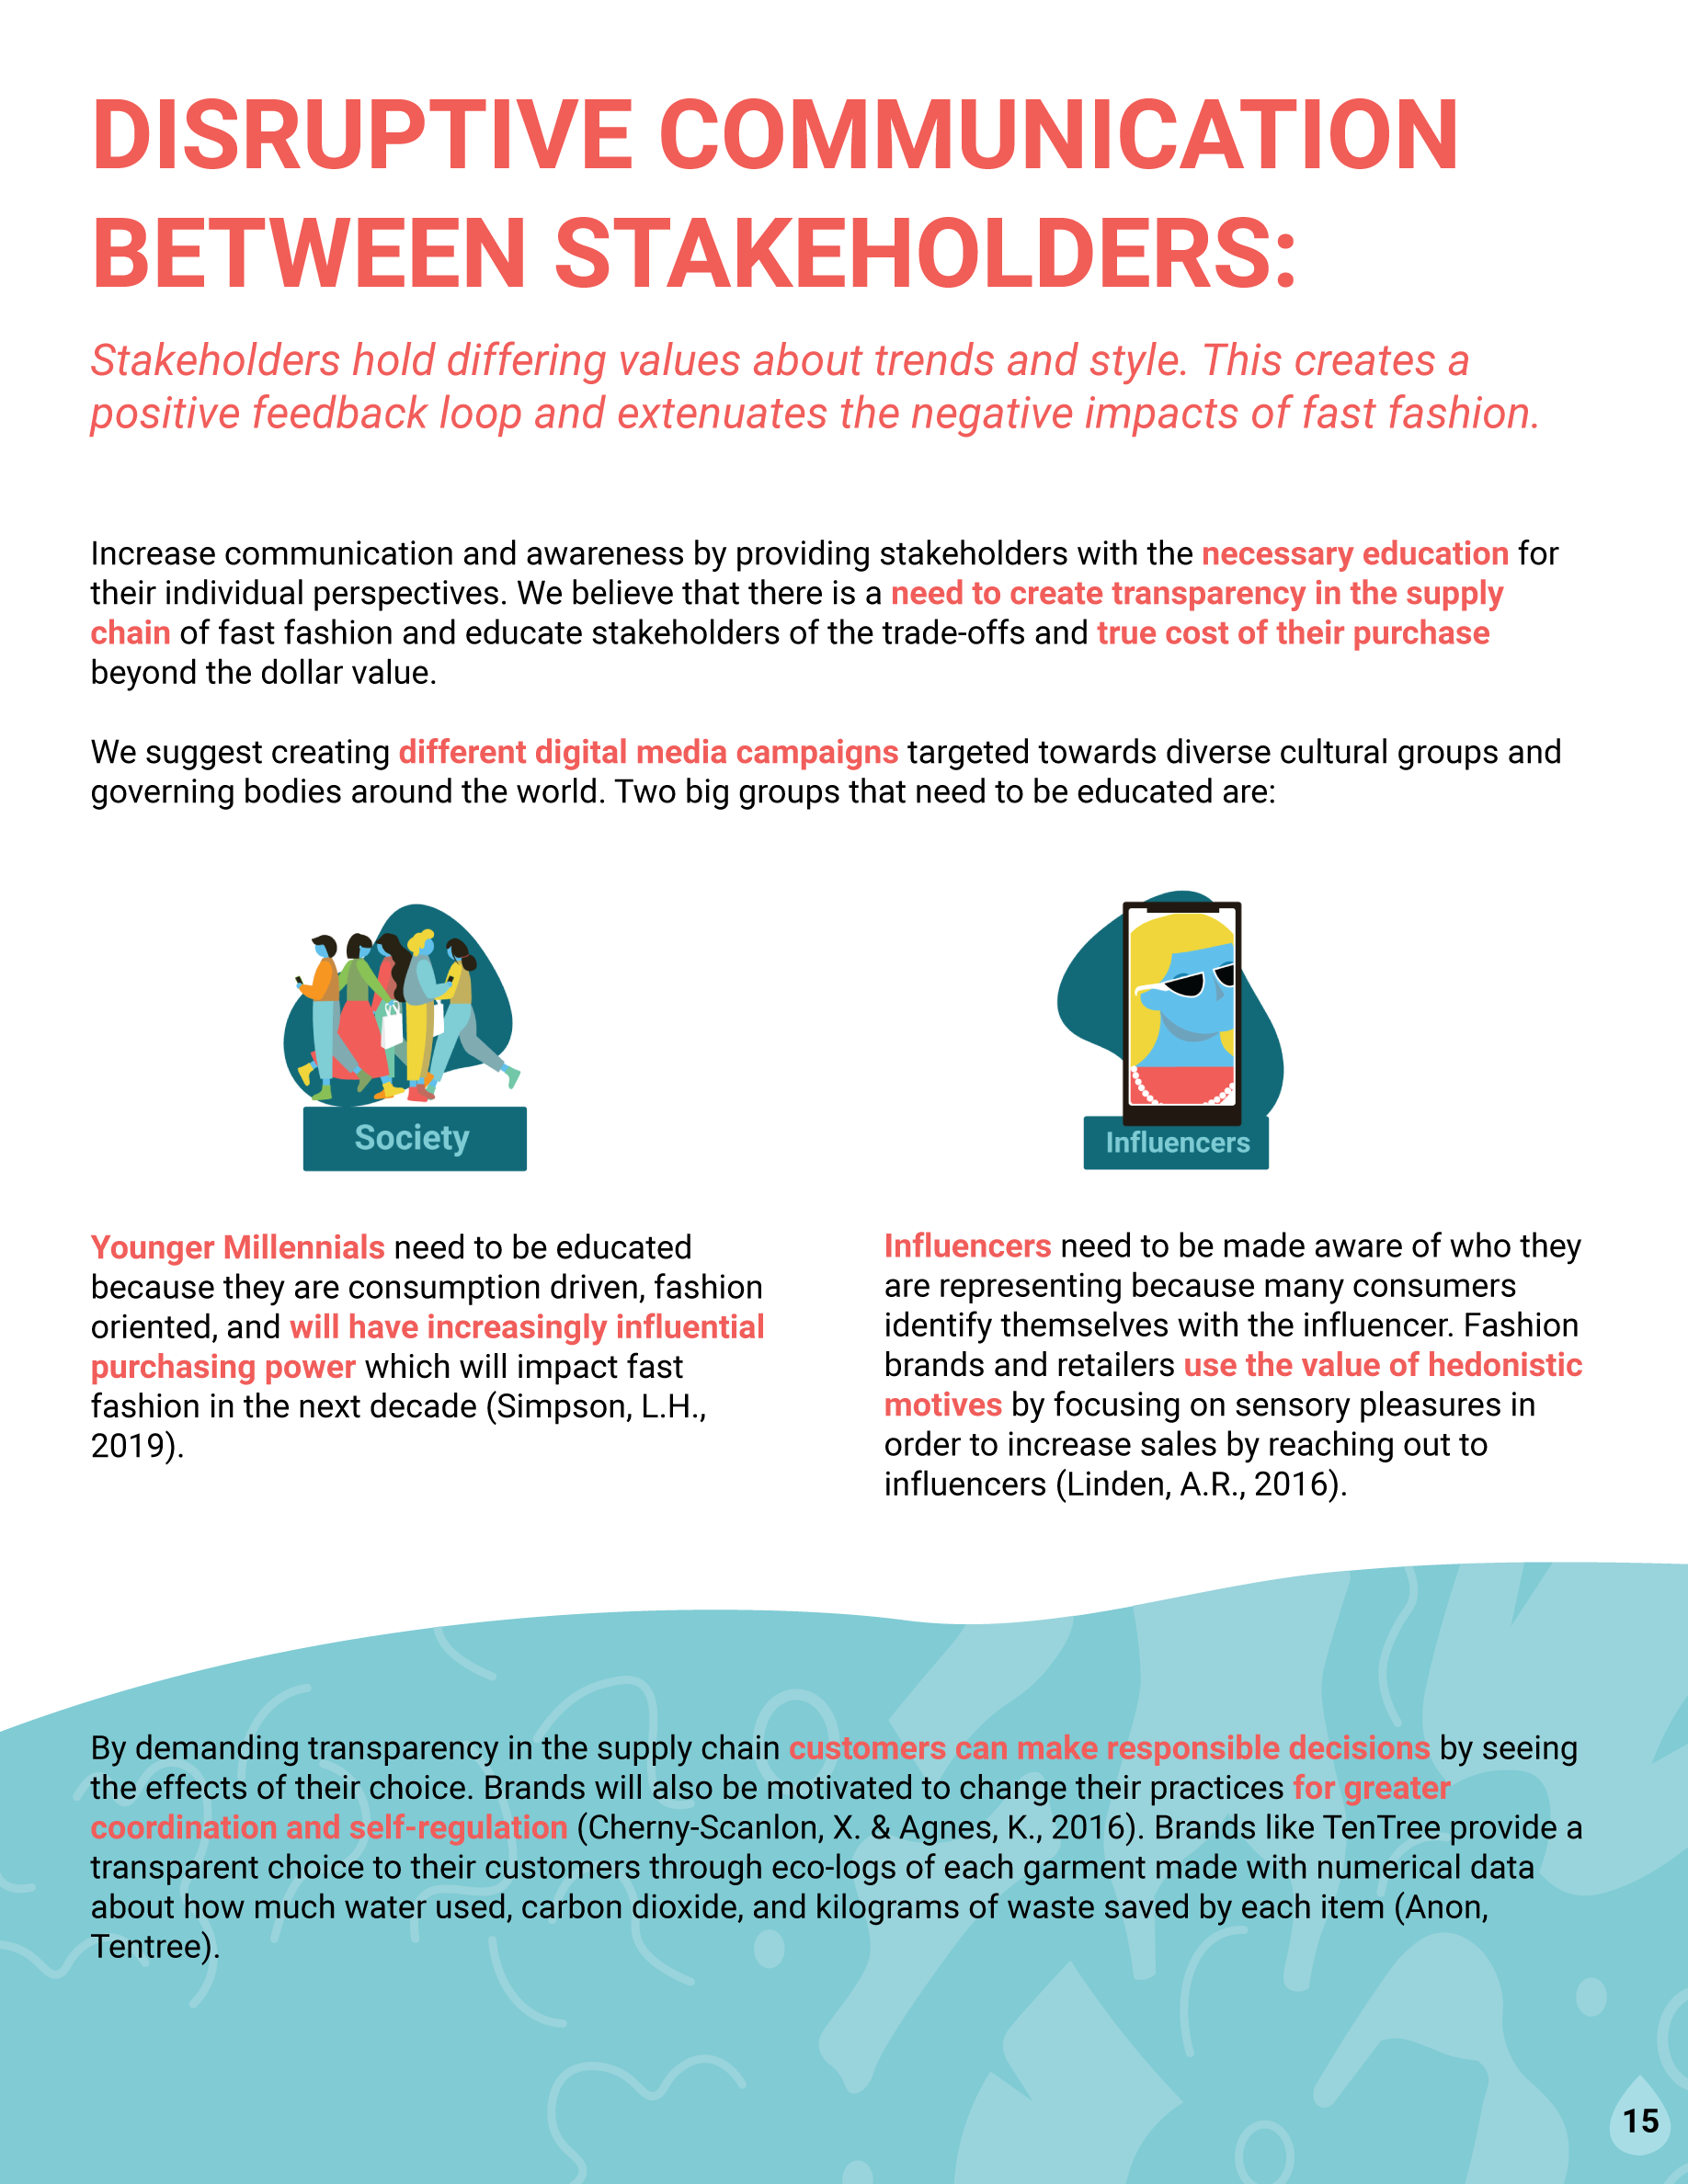 DISRUPTIVE COMMUNICATION
BETWEEN STAKEHOLDERS:
Stakeholders hold differing values about trends and style. This creates a
positive feedback loop and extenuates the negative impacts of fast fashion.
Increase communication and awareness by providing stakeholders with the necessary education for
their individual perspectives. We believe that there is a need to create transparency in the supply
chain of fast fashion and educate stakeholders of the trade-offs and true cost of their purchase
beyond the dollar value.
We suggest creating different digital media campaigns targeted towards diverse cultural groups and
governing bodies around the world. Two big groups that need to be educated are:
Society
Younger Millennials need to be educated
because they are consumption driven, fashion
oriented, and will have increasingly influential
purchasing power which will impact fast
fashion in the next decade (Simpson, L.H.,
2019).
Influencers
Influencers need to be made aware of who they
are representing because many consumers
identify themselves with the influencer. Fashion
brands and retailers use the value of hedonistic
motives by focusing on sensory pleasures in
order to increase sales by reaching out to
influencers (Linden, A.R., 2016).
By demanding transparency in the supply chain customers can make responsible decisions by seeing
the effects of their choice. Brands will also be motivated to change their practices for greater
coordination and self-regulation (Cherny-Scanlon, X. & Agnes, K., 2016). Brands like TenTree provide a
transparent choice to their customers through eco-logs of each garment made with numerical data
about how much water used, carbon dioxide, and kilograms of waste saved by each item (Anon,
Tentree).
15